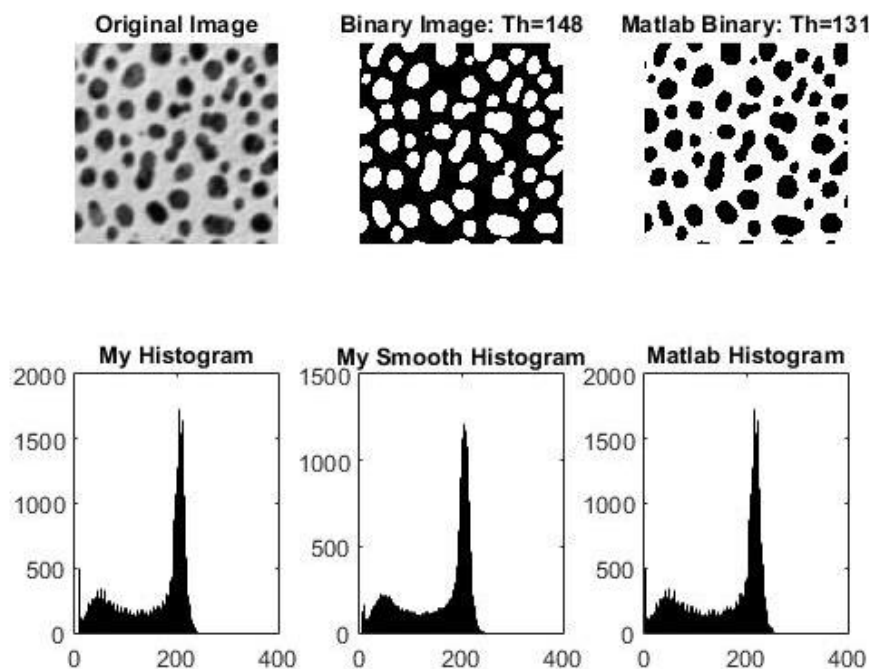 Original Image
Binary Image: Th=148
Matlab Binary: Th=131
My Histogram
2000
1500
1000
500
0
0 200 400
My Smooth Histogram
1500
1000
500
0
0 200 400
Matlab Histogram
2000
1500
1000
500
0
0 200 400